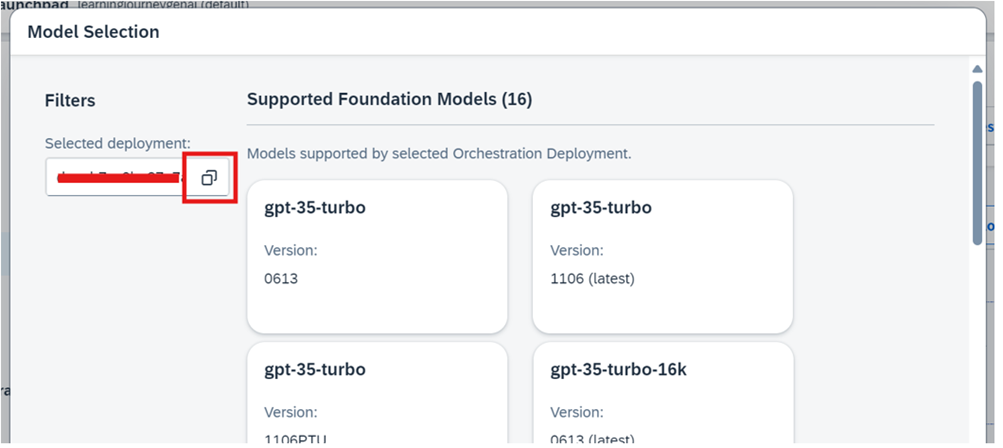 aunchpad learningjourneygenai (default)
Model Selection
Filters
Selected deployment:
Supported Foundation Models (16)
Models supported by selected Orchestration Deployment.
gpt-35-turbo
Version:
0613
gpt-35-turbo
Version:
1106 (latest)
gpt-35-turbo
Version:
1106PTU
gpt-35-turbo-16k
Version:
0613 (latest)